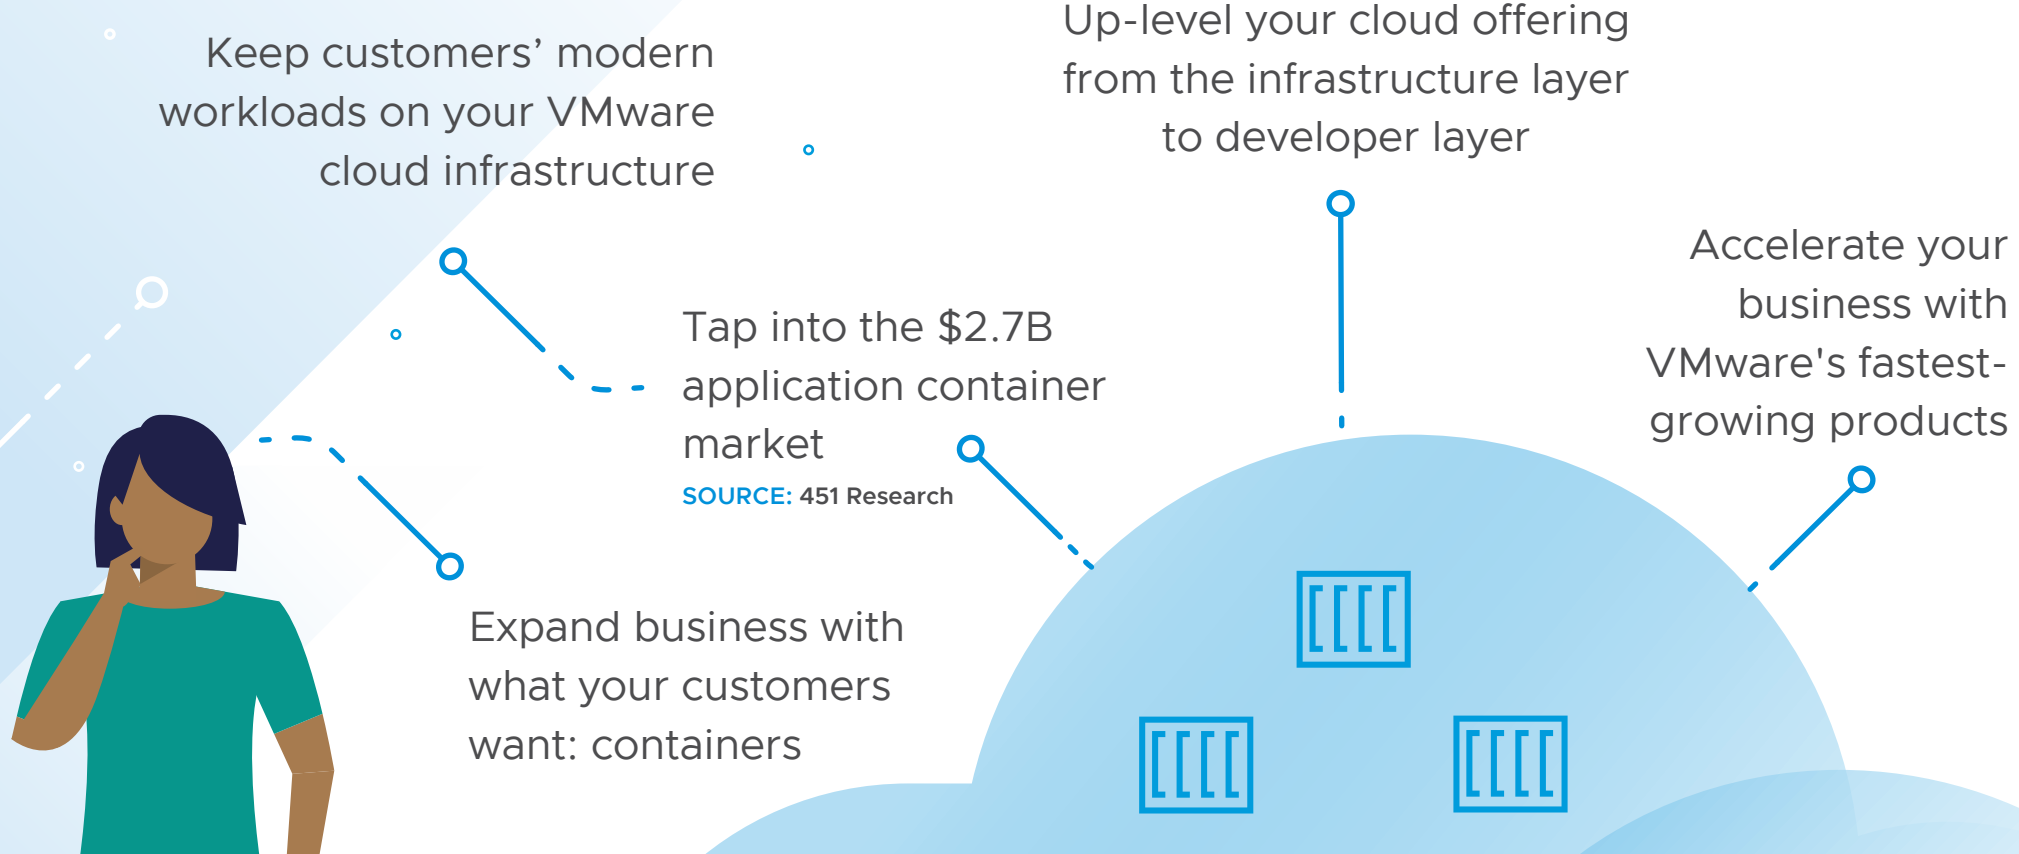 Keep customers’ modern
workloads on your VMware
cloud infrastructure
Up-level your cloud offering
from the infrastructure layer
to developer layer
Tap into the $2.7B
application container
market
SOURCE: 451 Research
Accelerate your
business with
VMware's fastest-
growing products
Expand business with
what your customers
want: containers